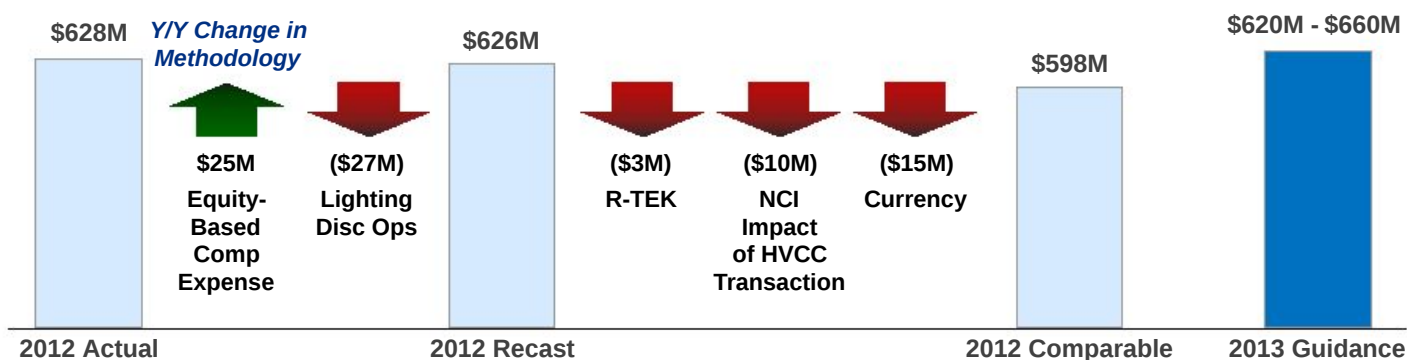 $628M
Y/Y Change in
Methodology
$25M
Equity-
Based
Comp
Expense
($27M)
Lighting
Disc Ops
$626M
($3M)
R-TEK
($10M)
NCI
Impact
of HVCC
Transaction
($15M)
Currency
$598M
$620M - $660M
2012 Actual
2012 Recast
2012 Comparable
2013 Guidance